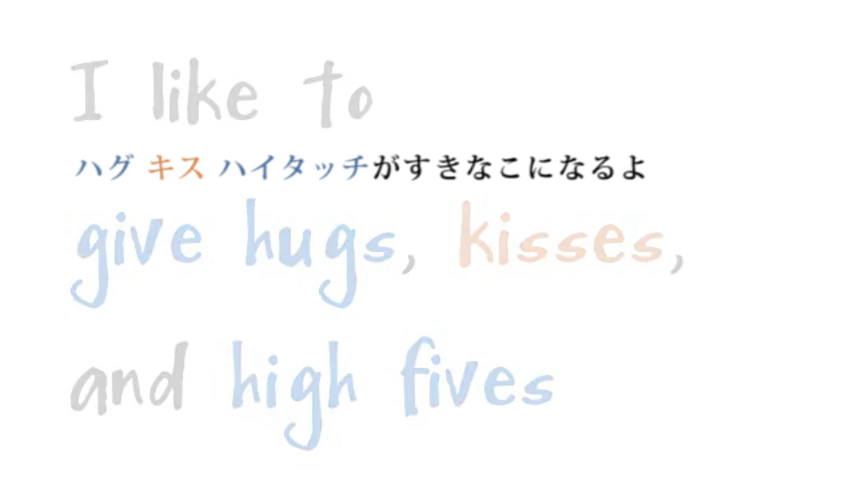 I like to
ハグ キス ハイタッチがすきなこになるよ
give hugs, kisses,
and high fives